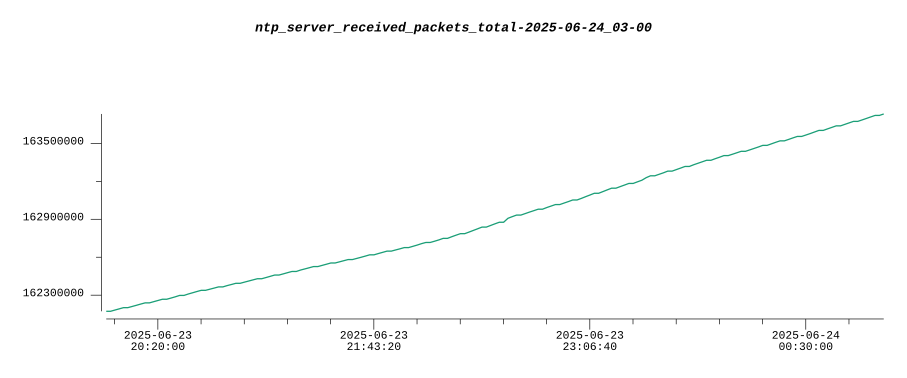 ntp_server_received_packets_total-2025-06-24_03-00
163500000
162900000
162300000
2025-06-23 2025-06-23 2025-06-23 2025-06-24
20:20:00 21:43:20 23:06:40 00:30:00